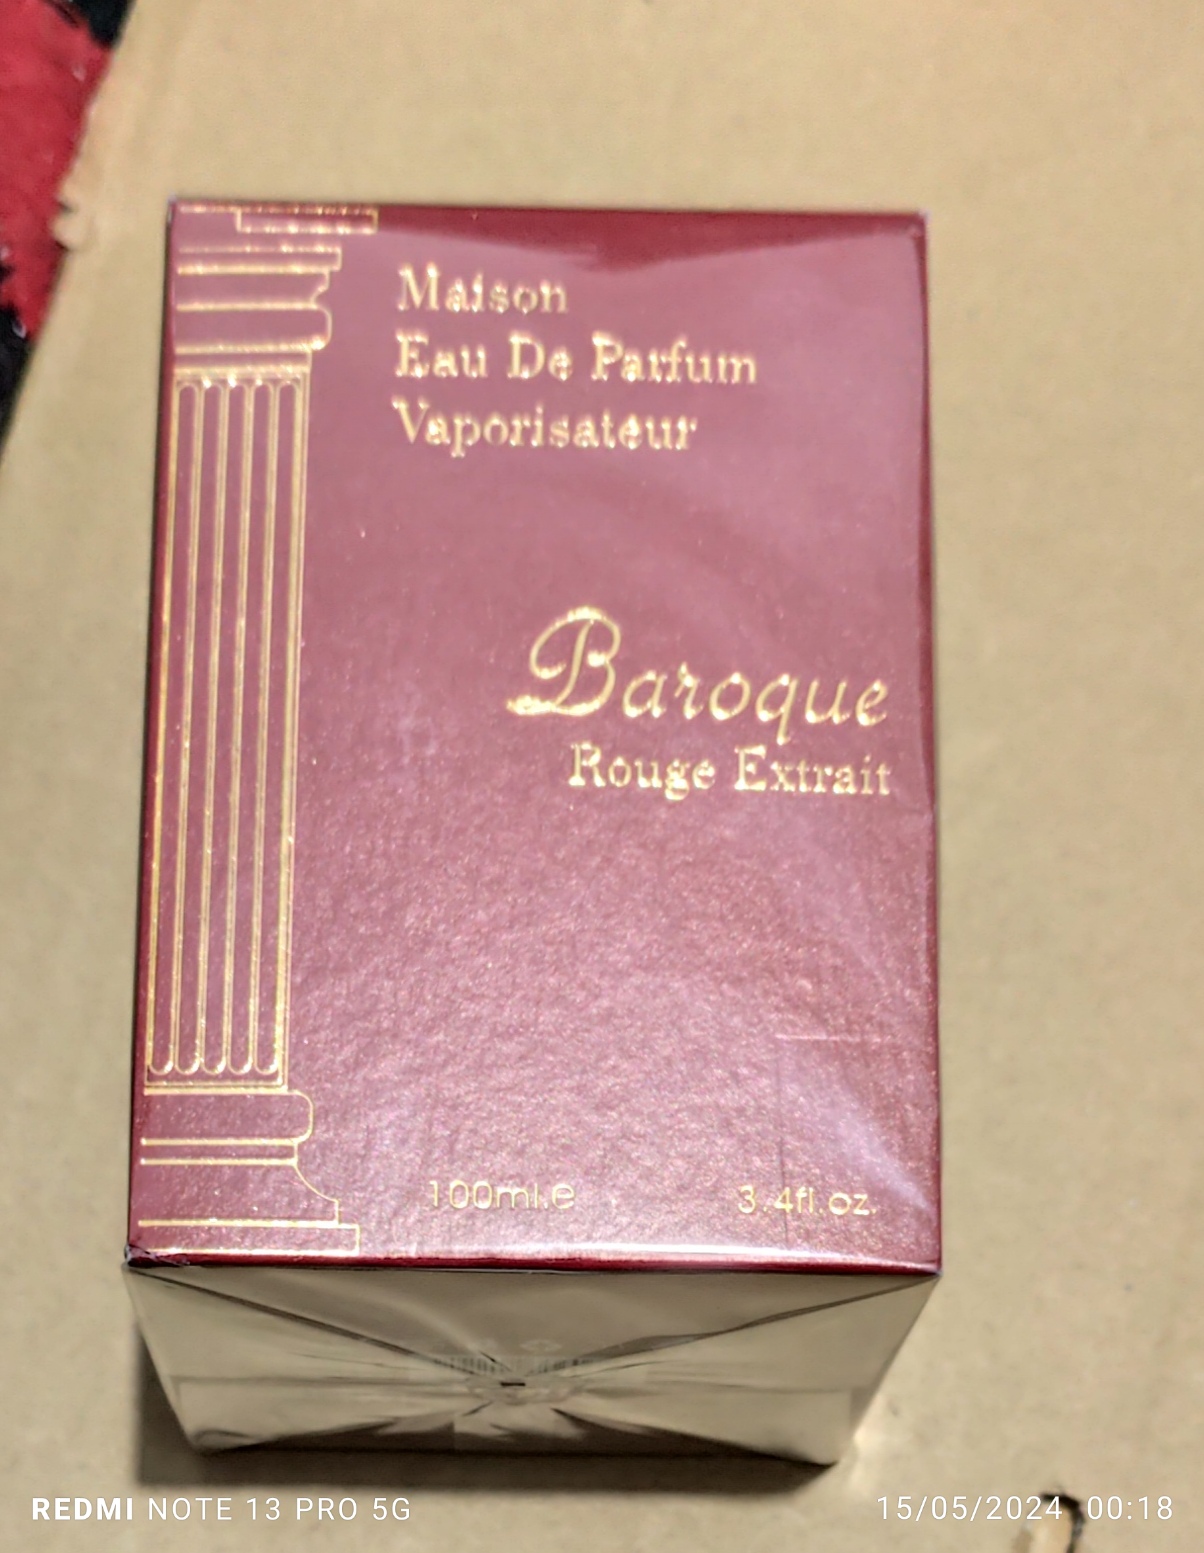 Maison
Eau De Parfum
Vaporisateur
Baroque
Rouge Extrait
100ml.e
3.4fl.oz.
REDMI NOTE 13 PRO 5G
15/05/2024 00:18